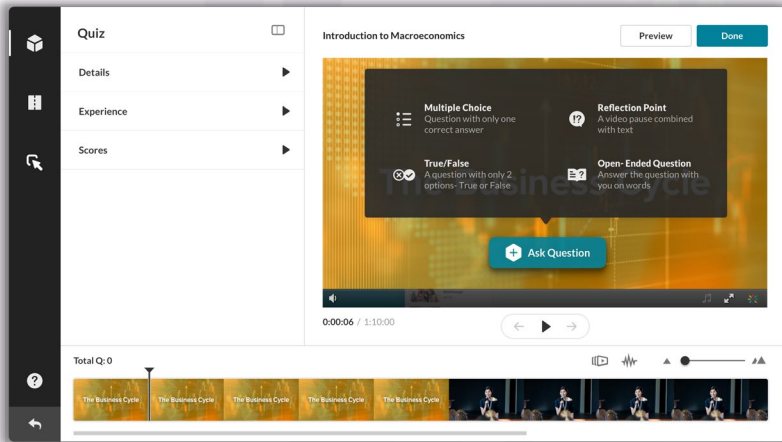 Quiz
Introduction to Macroeconomics
Preview
Done
Details
Experience
Scores
Multiple Choice
Question with only one
correct answer
Reflection Point
A video pause combined
with text
True/False
A question with only 2
options- True or False
Open- Ended Question
Answer the question with
you on words
The Business Cycle
Ask Question
0:00:06 / 1:10:00
Total Q: 0
The Business Cycle
The Business Cycle
The Business Cycle
The Business Cycle
The Business Cycle